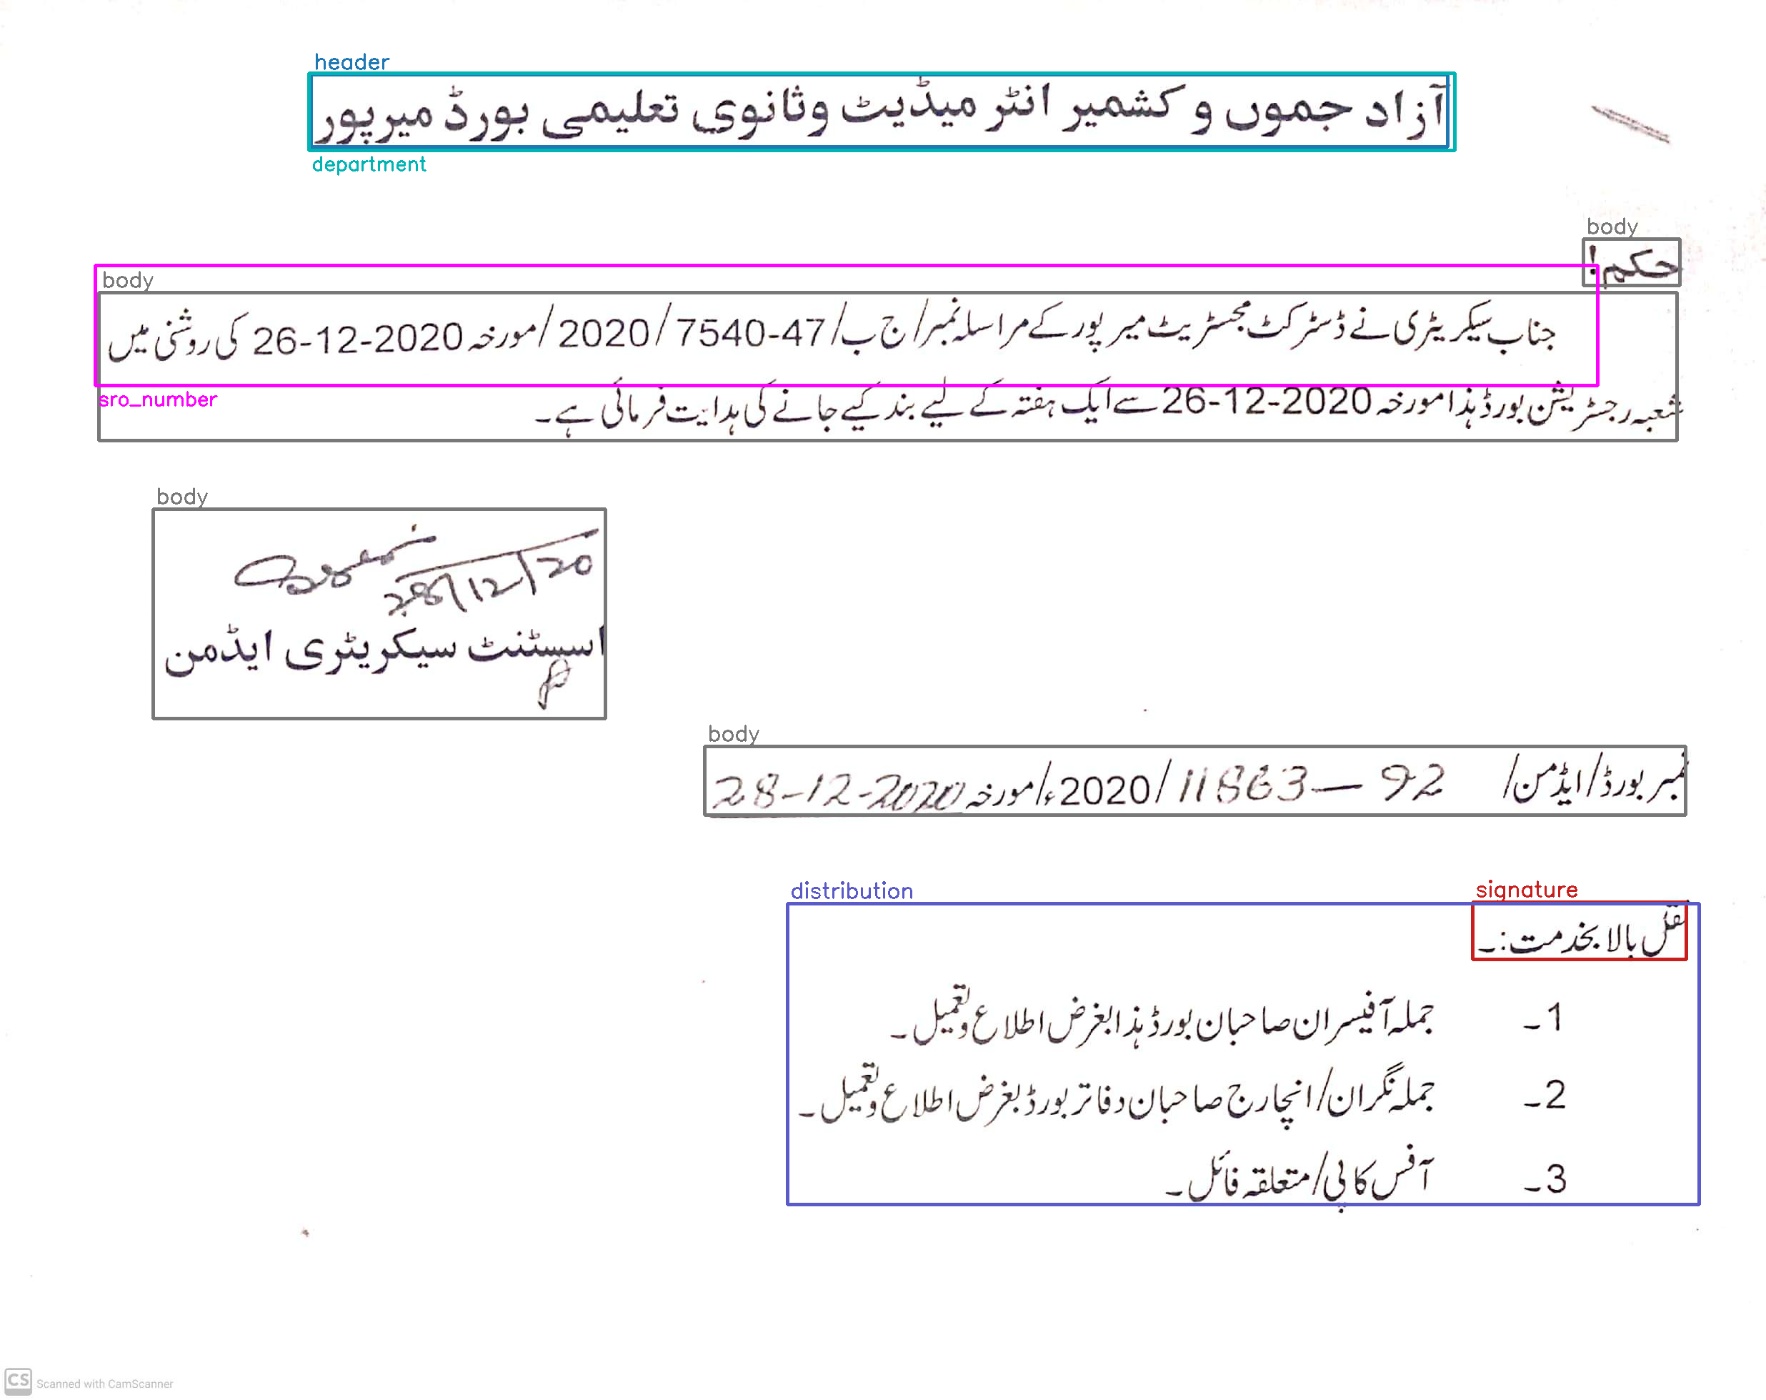 header
آزاد جموں و کشمیر انٹر میڈیٹ وثانوی تعلیمی بورڈ میرپور
department
body
حکم!
body
جناب سیکریٹری نے ڈسٹرکٹ مجسٹریٹ میرپور کے مراسلہ نمبر/ج ب/7540-47/2020/مورخہ 26-12-2020 کی روشنی میں
sro_number
شعبہ رجسٹریشن بورڈ ہذا مورخہ 26-12-2020 سے ایک ہفتہ کے لیے بند کیے جانے کی ہدایت فرمائی ہے۔
body
28/12/20
اسسٹنٹ سیکریٹری ایڈمن
body
نمبر بورڈ/ایڈمن/ 11863-92/2020ء/مورخہ 28-12-2020
distribution
signature
نقل بالا بخدمت:۔
1۔ جملہ آفیسران صاحبان بورڈ ہذا بغرض اطلاع و تعمیل۔
2۔ جملہ نگران/انچارج صاحبان دفاتر بورڈ بغرض اطلاع و تعمیل۔
3۔ آفس کاپی/متعلقہ فائل۔
CS Scanned with CamScanner